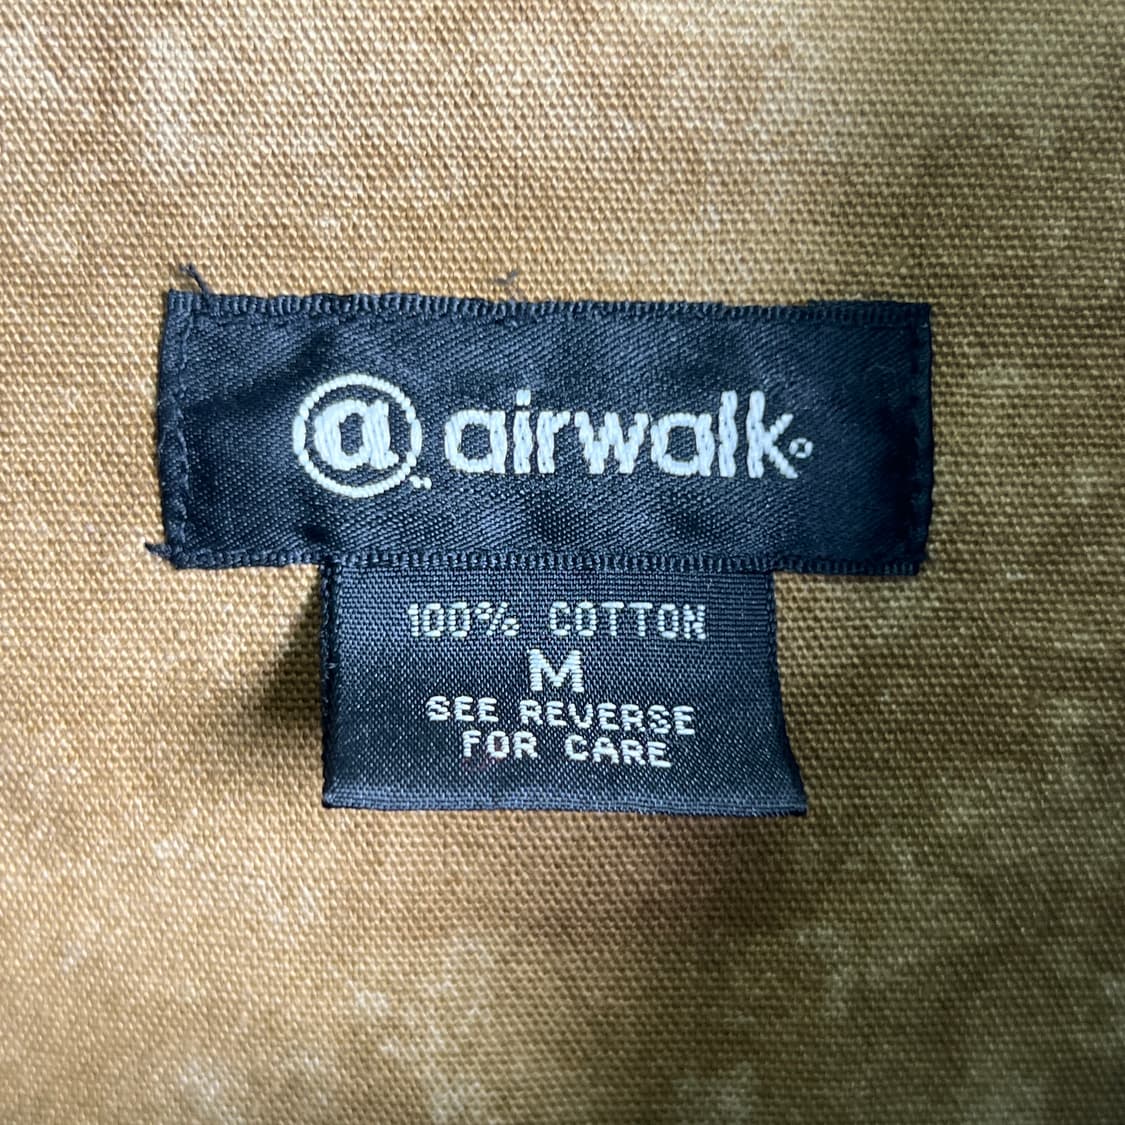 a airwalk®
100% COTTON
M
SEE REVERSE
FOR CARE